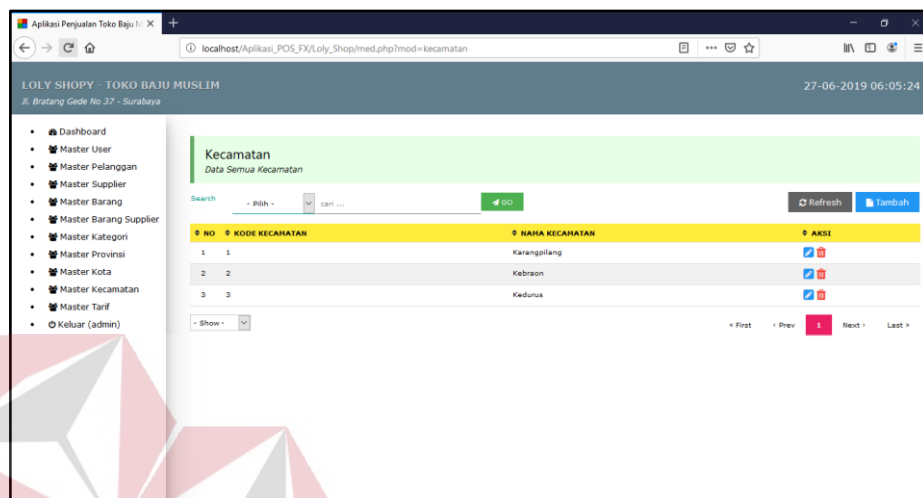 Aplikasi Penjualan Toko Baju M
localhost/Aplikasi_POS_FX/Loly_Shop/med.php?mod=kecamatan
LOLY SHOPY - TOKO BAJU MUSLIM
Jl. Bratang Gede No 37 - Surabaya
27-06-2019 06:05:24
Dashboard
Master User
Master Pelanggan
Master Supplier
Master Barang
Master Barang Supplier
Master Kategori
Master Provinsi
Master Kota
Master Kecamatan
Master Tarif
Keluar (admin)
Kecamatan
Data Semua Kecamatan
Search - Pilih - cari ... GO Refresh Tambah
NO KODE KECAMATAN NAMA KECAMATAN AKSI
1 1 Karangpilang
2 2 Kebraon
3 3 Kedurus
- Show - « First ‹ Prev 1 Next › Last »